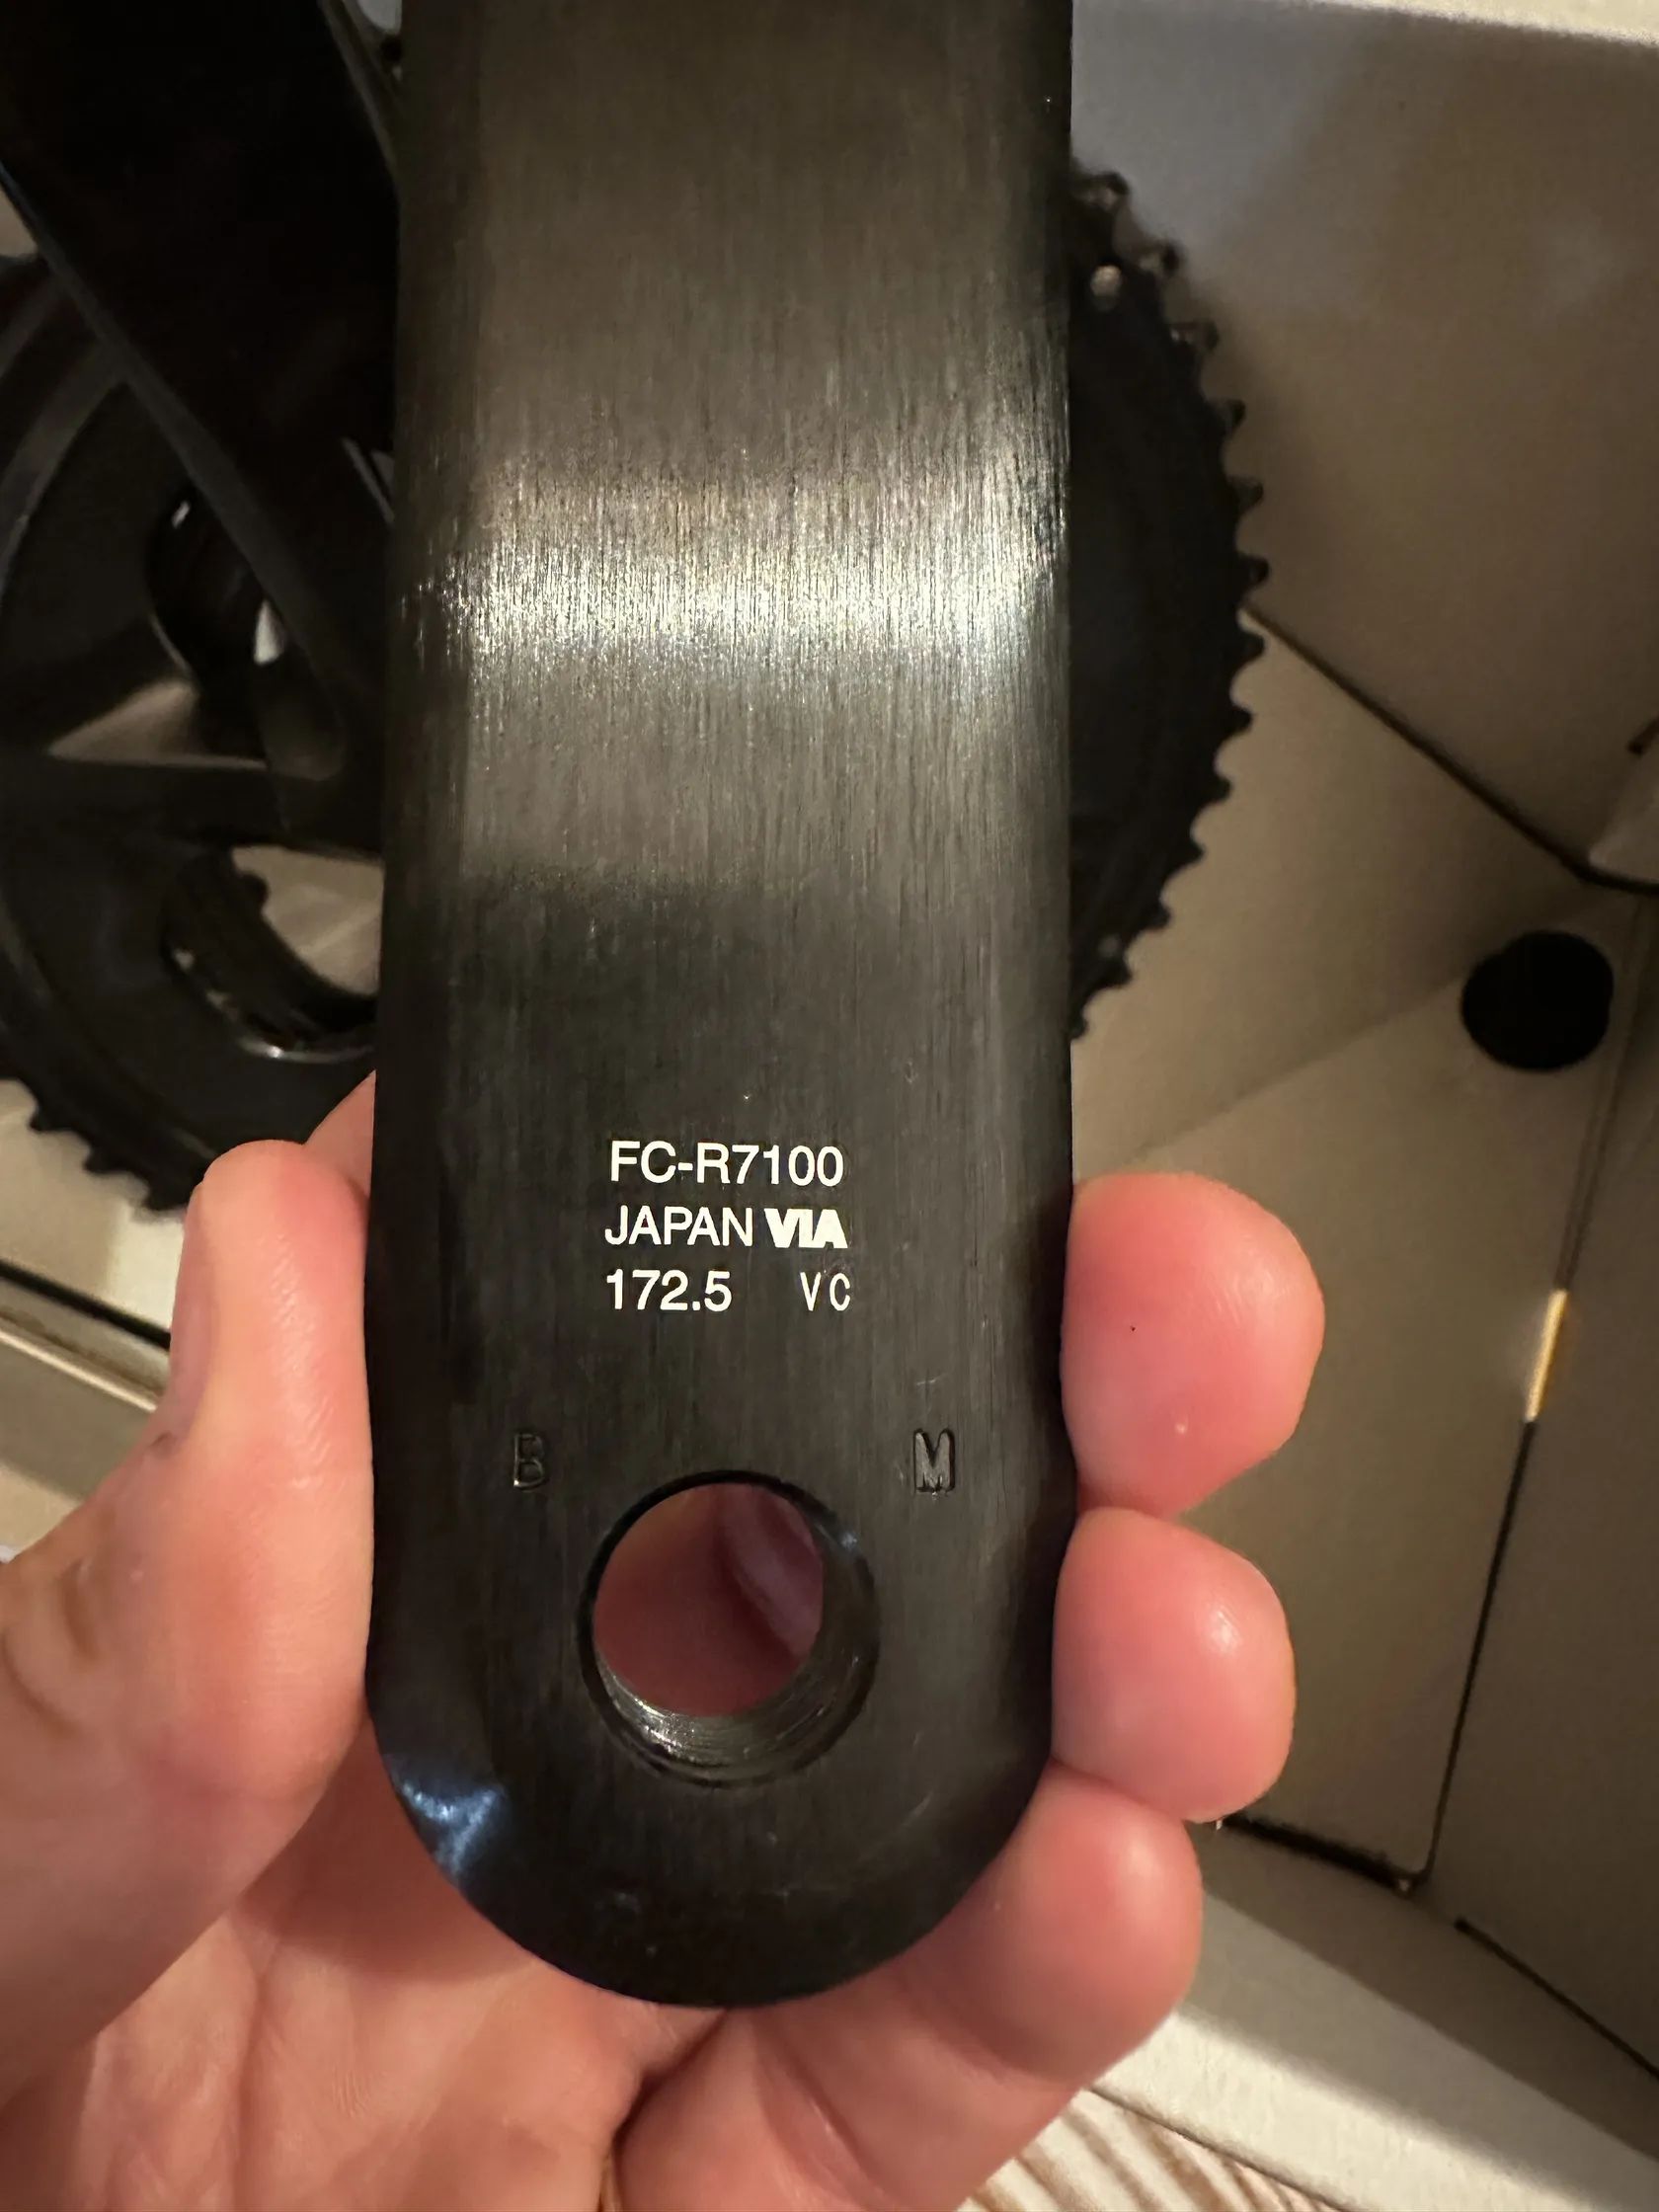 FC-R7100
JAPAN VIA
172.5 VC
B M